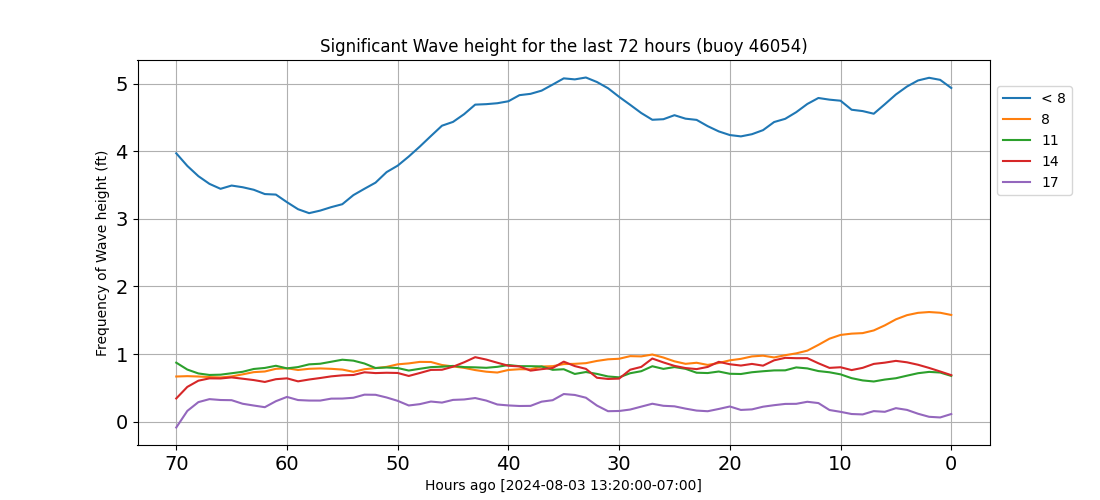 Significant Wave height for the last 72 hours (buoy 46054)
Frequency of Wave height (ft)
5
4
3
2
1
0
70 60 50 40 30 20 10 0
Hours ago [2024-08-03 13:20:00-07:00]
< 8
8
11
14
17